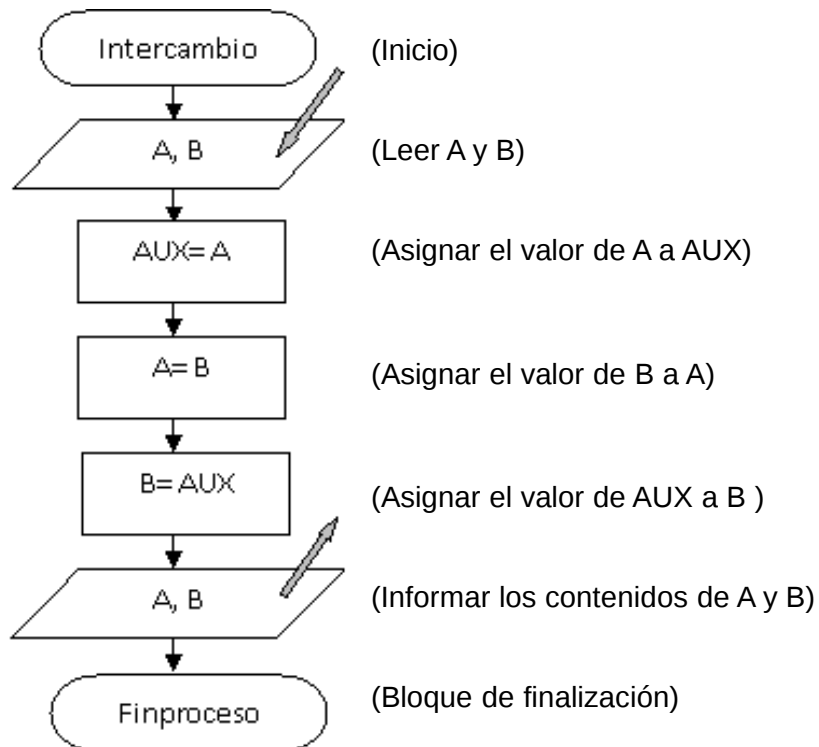 Intercambio (Inicio)
A, B (Leer A y B)
AUX= A (Asignar el valor de A a AUX)
A= B (Asignar el valor de B a A)
B= AUX (Asignar el valor de AUX a B )
A, B (Informar los contenidos de A y B)
Finproceso (Bloque de finalización)